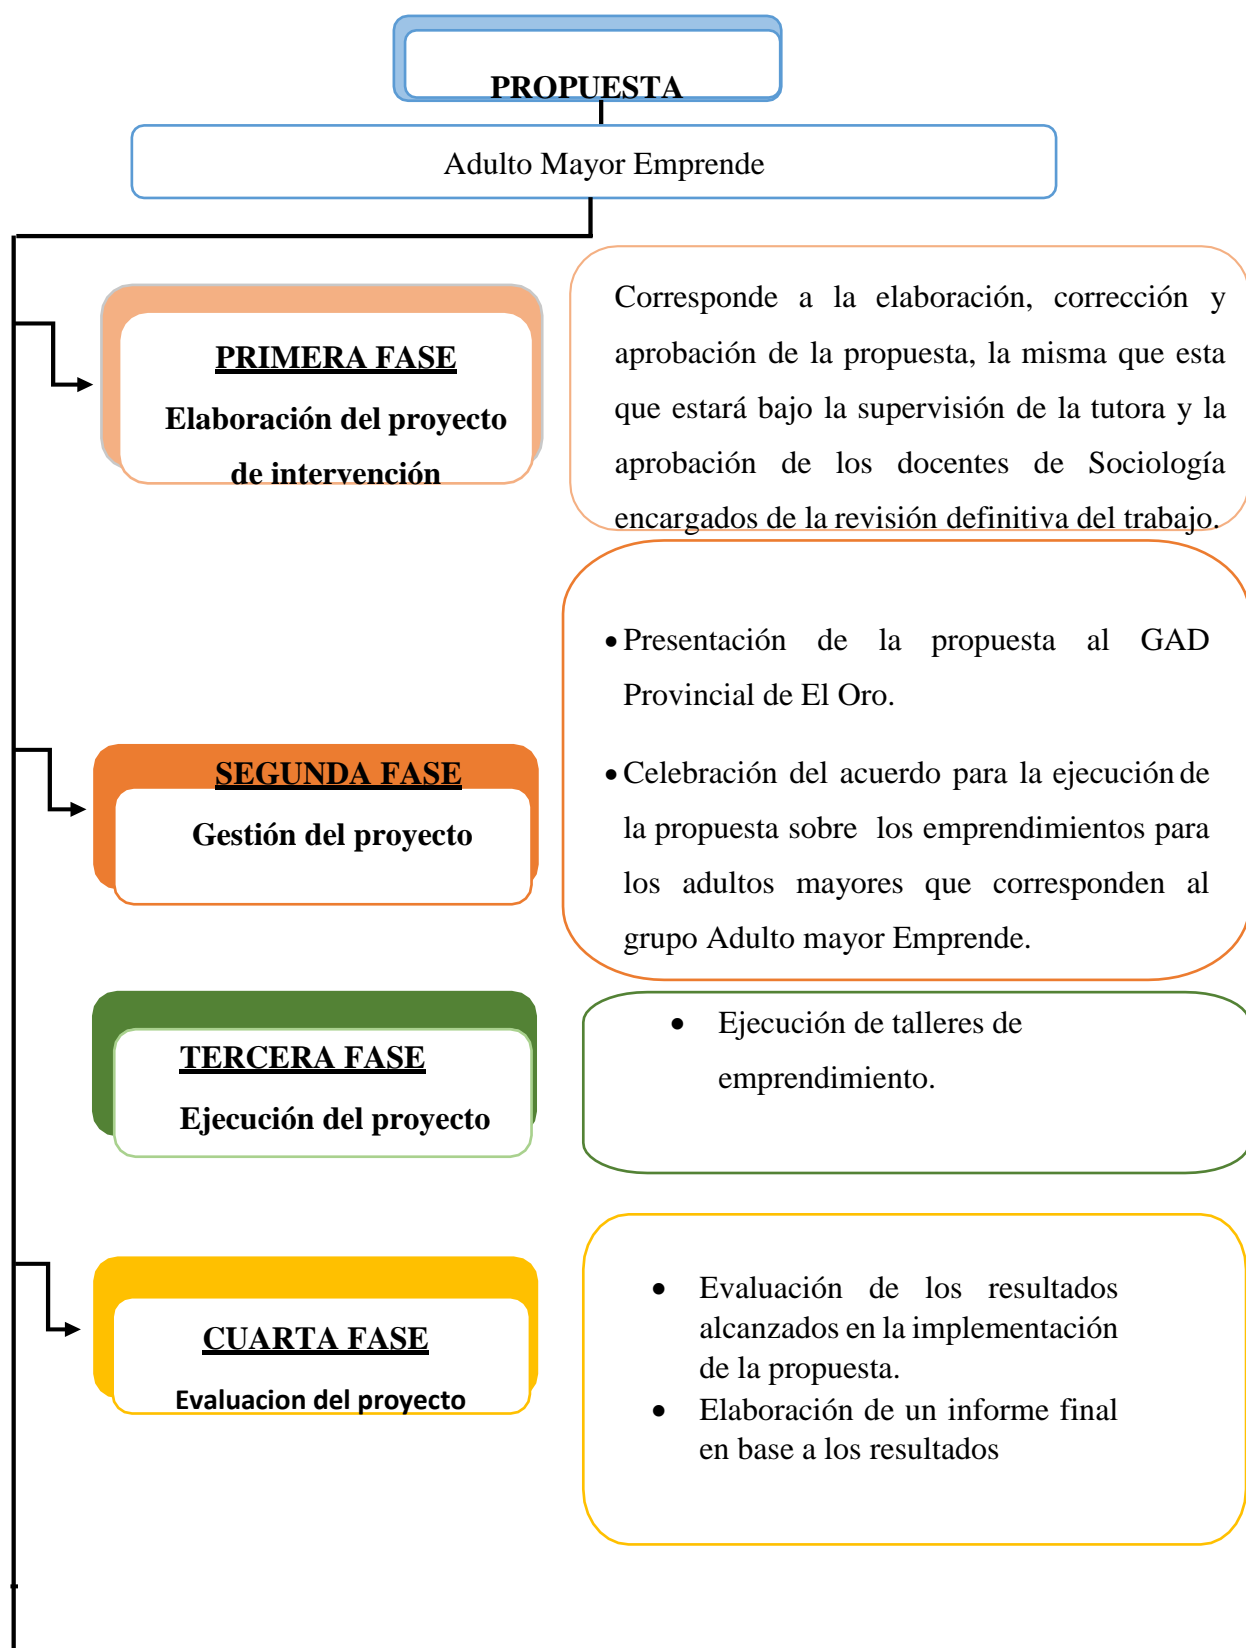 PROPUESTA
Adulto Mayor Emprende
PRIMERA FASE
Elaboración del proyecto
de intervención
Corresponde a la elaboración, corrección y
aprobación de la propuesta, la misma que esta
que estará bajo la supervisión de la tutora y la
aprobación de los docentes de Sociología
encargados de la revisión definitiva del trabajo.
SEGUNDA FASE
Gestión del proyecto
• Presentación de la propuesta al GAD
Provincial de El Oro.
• Celebración del acuerdo para la ejecución de
la propuesta sobre los emprendimientos para
los adultos mayores que corresponden al
grupo Adulto mayor Emprende.
TERCERA FASE
Ejecución del proyecto
• Ejecución de talleres de
emprendimiento.
CUARTA FASE
Evaluacion del proyecto
• Evaluación de los resultados
alcanzados en la implementación
de la propuesta.
• Elaboración de un informe final
en base a los resultados